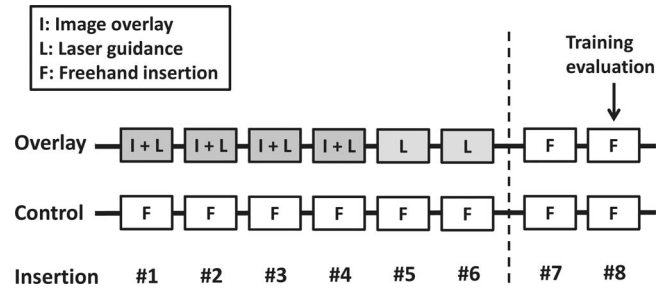 I: Image overlay
L: Laser guidance
F: Freehand insertion
Training
evaluation
Overlay I + L I + L I + L I + L L L F F
Control F F F F F F F F
Insertion #1 #2 #3 #4 #5 #6 #7 #8